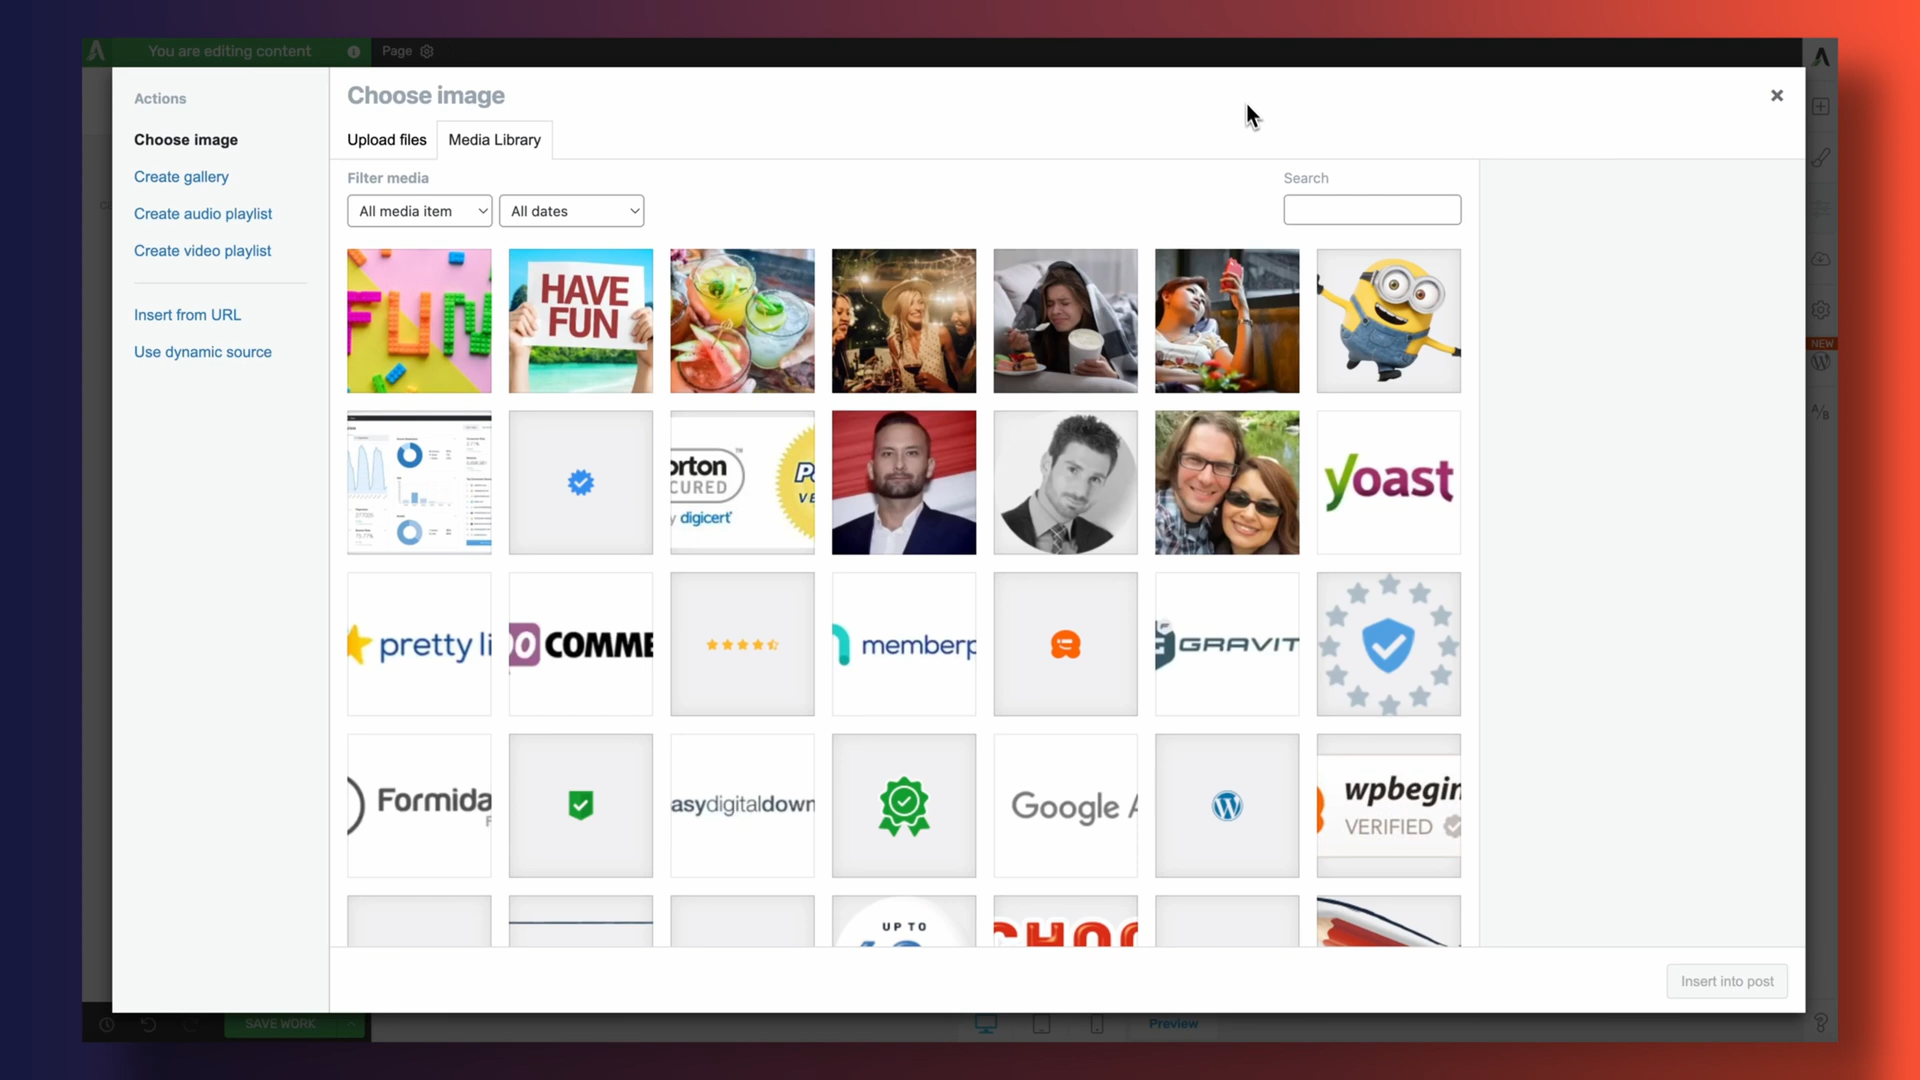 You are editing content
Page
Actions
Choose image
Create gallery
Create audio playlist
Create video playlist
Insert from URL
Use dynamic source
Choose image
Upload files
Media Library
Filter media
All media item
All dates
Search
FUN
HAVE
FUN
orton
CURED
digicert
yoast
pretty li
COMME
memberp
GRAVIT
Formida
asydigitaldown
Google A
wpbegin
VERIFIED
UP TO
NEW
A/B
Insert into post
SAVE WORK
Preview